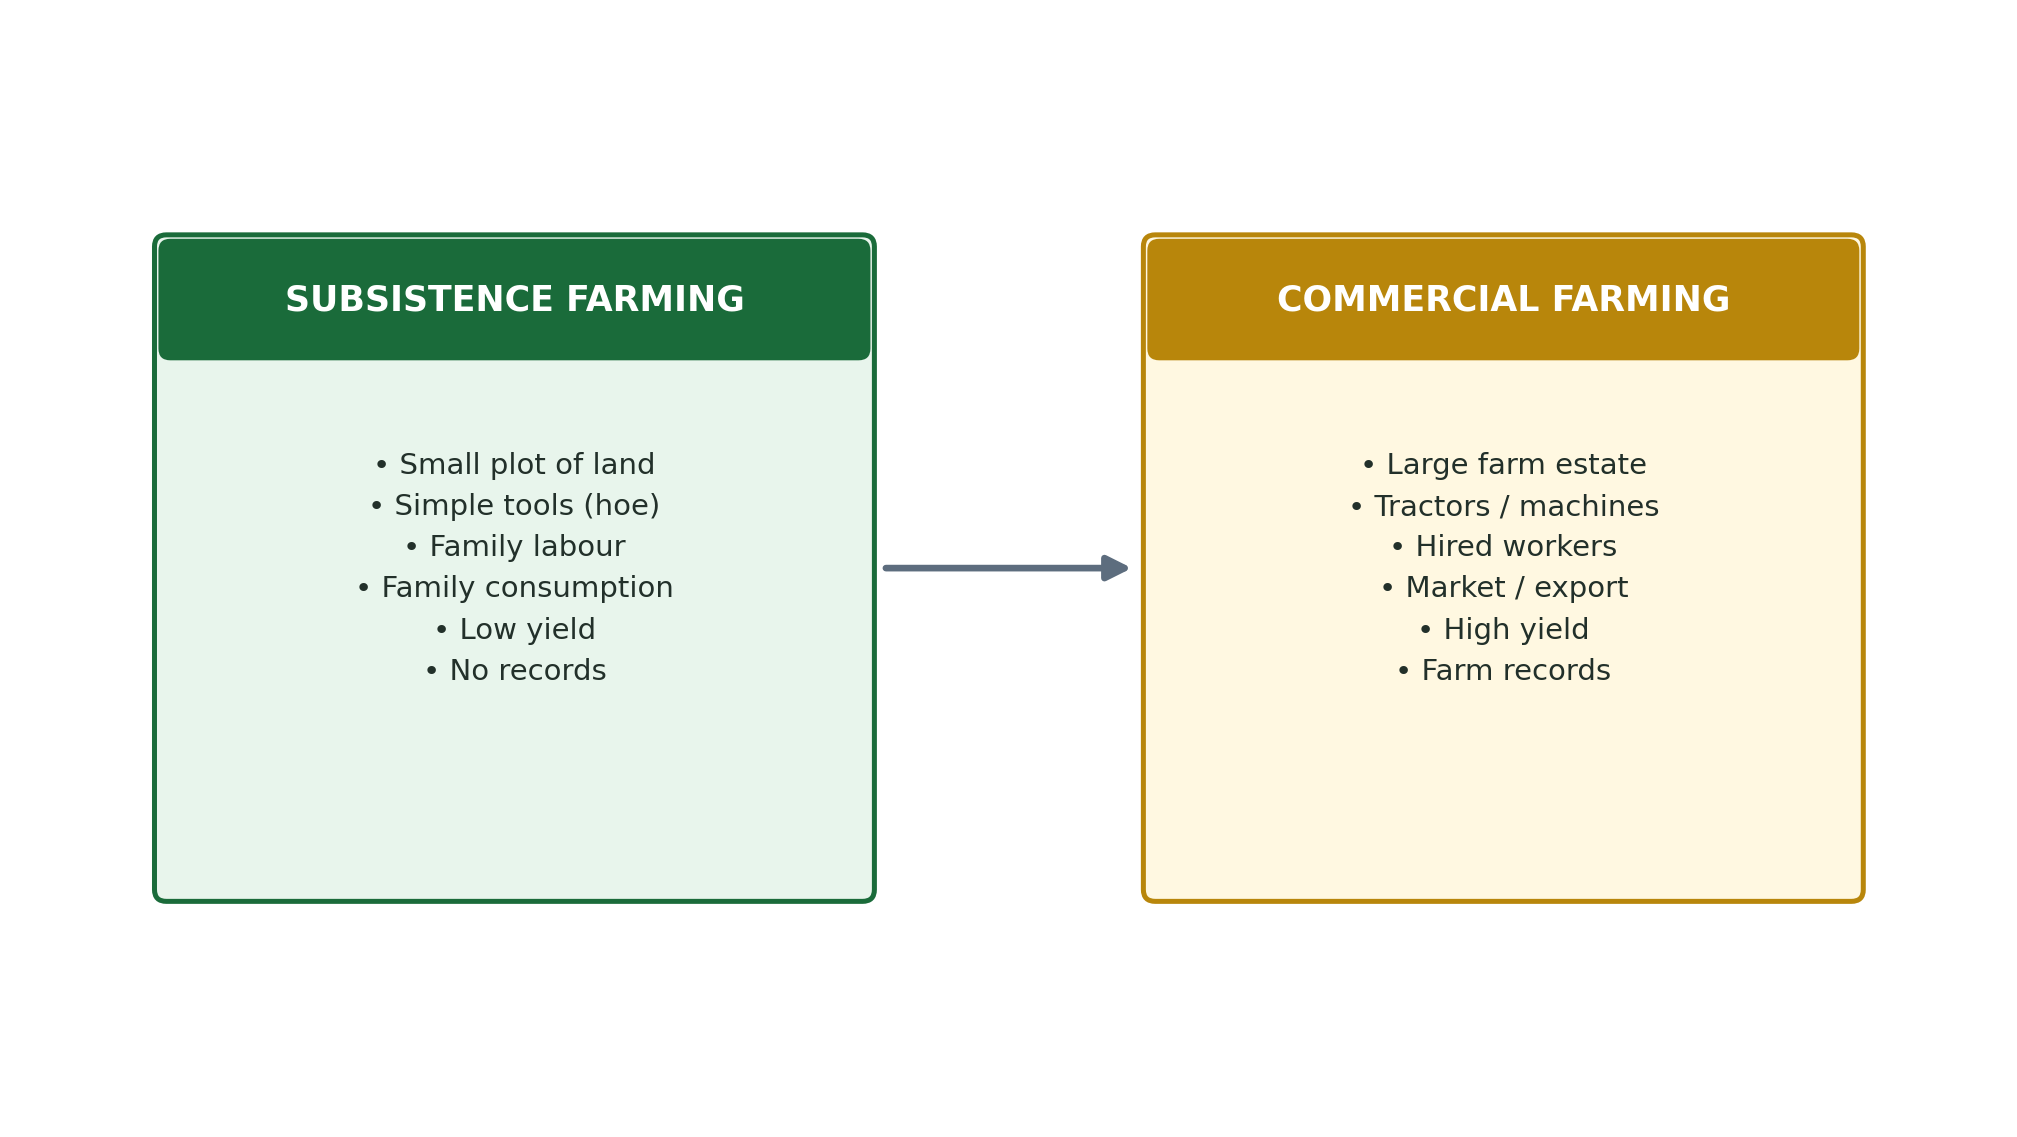 SUBSISTENCE FARMING
• Small plot of land
• Simple tools (hoe)
• Family labour
• Family consumption
• Low yield
• No records
COMMERCIAL FARMING
• Large farm estate
• Tractors / machines
• Hired workers
• Market / export
• High yield
• Farm records